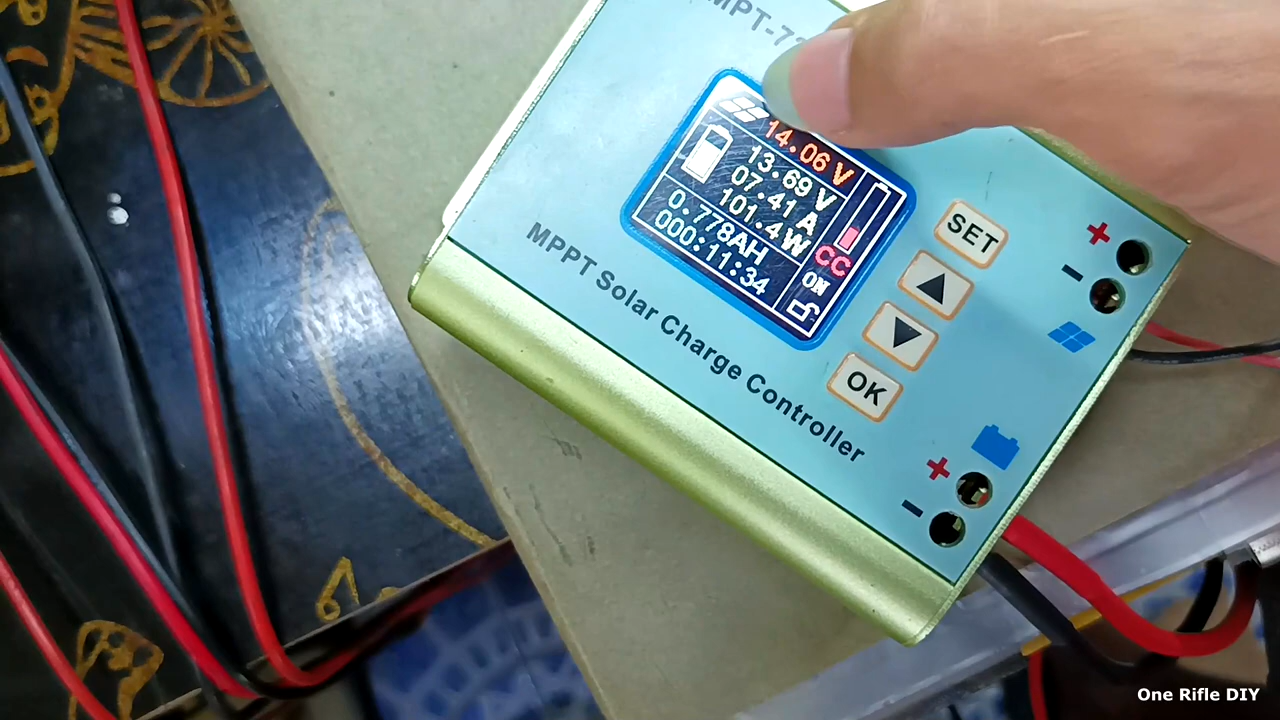 14.06 V
13.69 V
07.41 A
101.4 W
0.778AH
000:11:34
CC
ON
SET
OK
MPPT Solar Charge Controller
+
-
+
-
One Rifle DIY